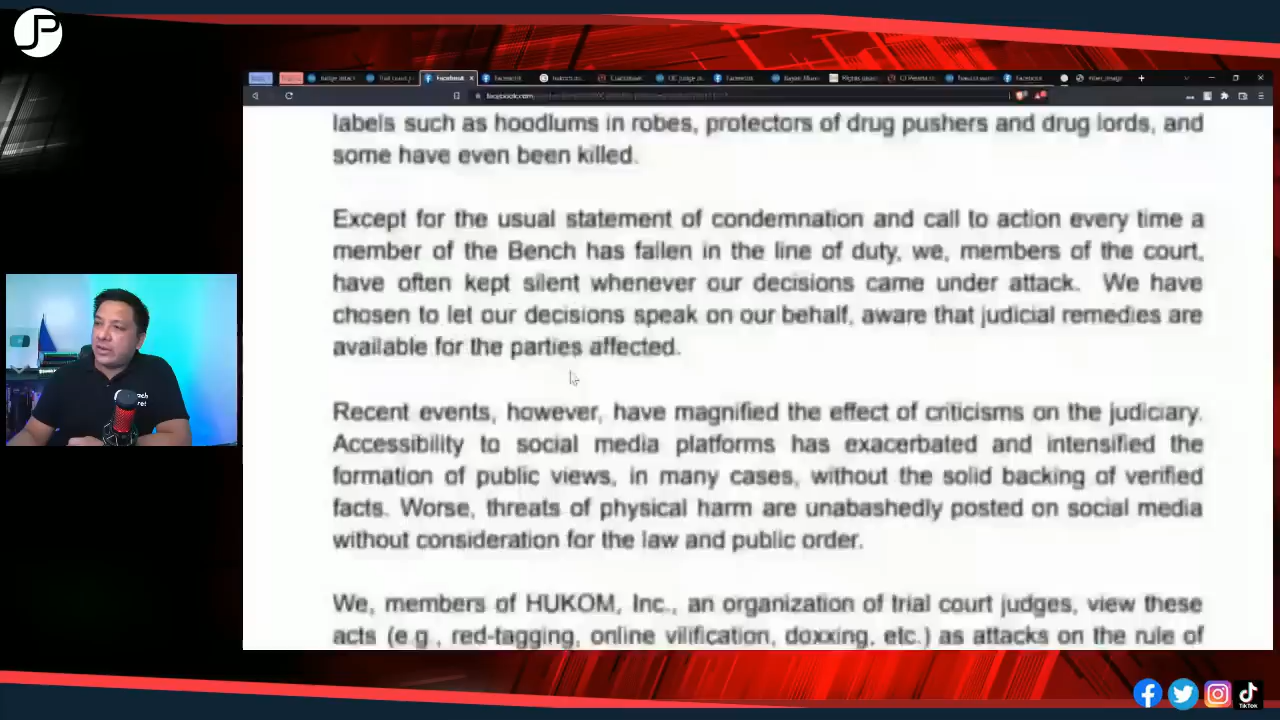 JP
Facebook
facebook.com
labels such as hoodlums in robes, protectors of drug pushers and drug lords, and
some have even been killed.
Except for the usual statement of condemnation and call to action every time a
member of the Bench has fallen in the line of duty, we, members of the court,
have often kept silent whenever our decisions came under attack. We have
chosen to let our decisions speak on our behalf, aware that judicial remedies are
available for the parties affected.
Recent events, however, have magnified the effect of criticisms on the judiciary.
Accessibility to social media platforms has exacerbated and intensified the
formation of public views, in many cases, without the solid backing of verified
facts. Worse, threats of physical harm are unabashedly posted on social media
without consideration for the law and public order.
We, members of HUKOM, Inc., an organization of trial court judges, view these
acts (e.g., red-tagging, online vilification, doxxing, etc.) as attacks on the rule of
TikTok